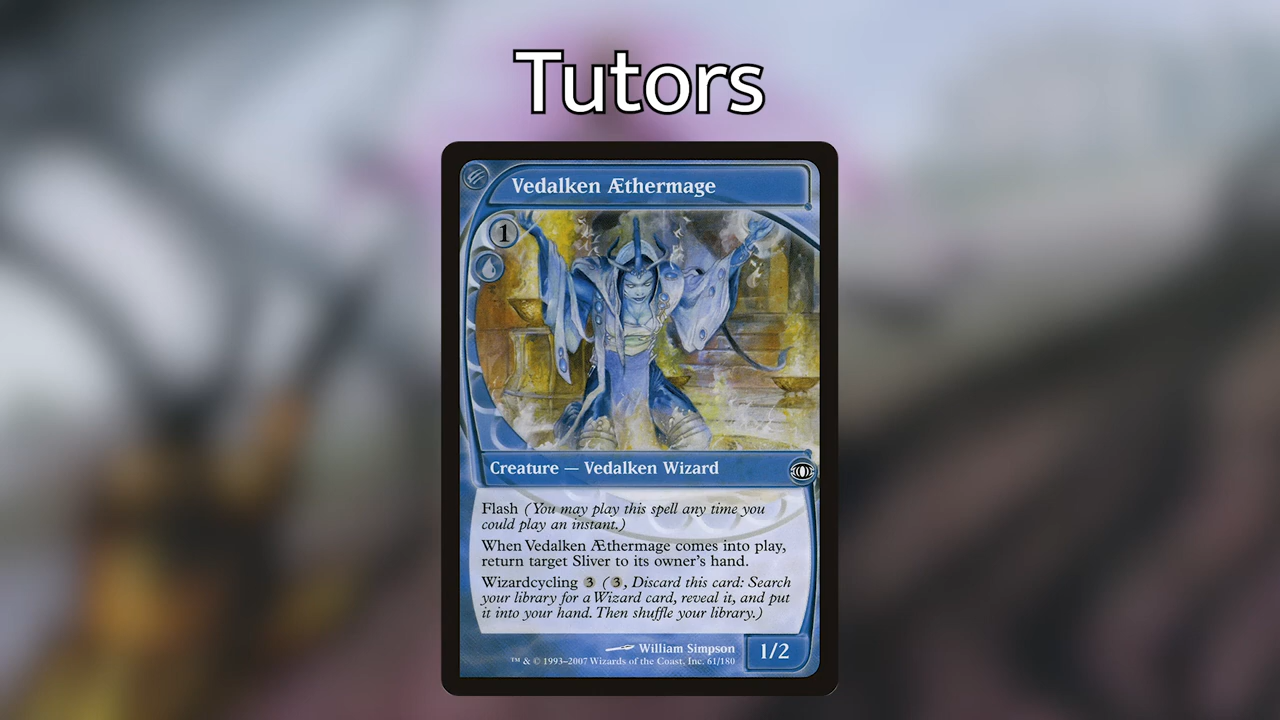 Tutors
Vedalken Æthermage
1
Creature — Vedalken Wizard
Flash (You may play this spell any time you
could play an instant.)
When Vedalken Æthermage comes into play,
return target Sliver to its owner's hand.
Wizardcycling 3 (3, Discard this card: Search
your library for a Wizard card, reveal it, and put
it into your hand. Then shuffle your library.)
William Simpson
™ & © 1993–2007 Wizards of the Coast, Inc. 61/180
1/2